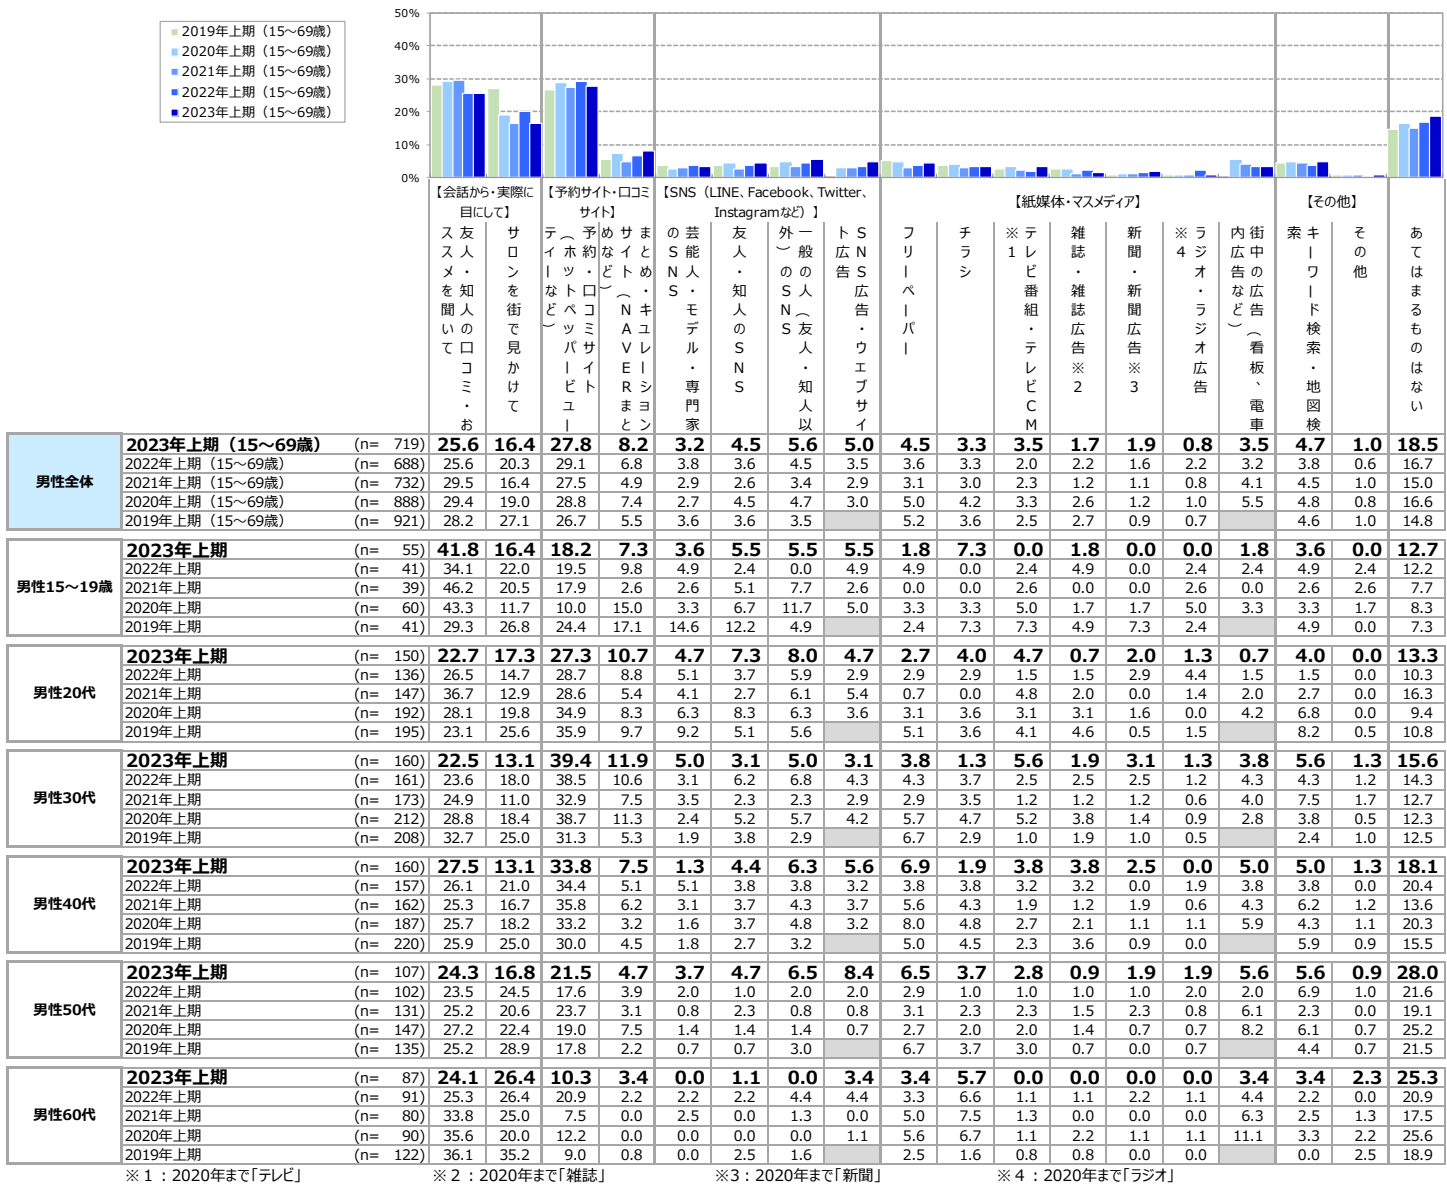 50%
40%
30%
20%
10%
0%
2019年上期（15～69歳）
2020年上期（15～69歳）
2021年上期（15～69歳）
2022年上期（15～69歳）
2023年上期（15～69歳）
【会話から・実際に目にして】
【予約サイト・口コミサイト】
【SNS（LINE、Facebook、Twitter、Instagramなど）】
【紙媒体・マスメディア】
【その他】
友人・知人の口コミ・おススメを聞いて
サロンを街で見かけて
予約・口コミサイト（ホットペッパービューティーなど）
まとめ・キュレーションサイト（NAVERまとめなど）
芸能人・モデル・専門家のSNS
友人・知人のSNS
一般の人（友人・知人以外）のSNS
SNS広告・ウエブサイト広告
フリーペーパー
チラシ
テレビ番組・テレビCM※1
雑誌・雑誌広告※2
新聞・新聞広告※3
ラジオ・ラジオ広告※4
街中の広告（看板、電車内広告など）
キーワード検索・地図検索
その他
あてはまるものはない
男性全体
2023年上期（15～69歳） (n= 719) 25.6 16.4 27.8 8.2 3.2 4.5 5.6 5.0 4.5 3.3 3.5 1.7 1.9 0.8 3.5 4.7 1.0 18.5
2022年上期（15～69歳） (n= 688) 25.6 20.3 29.1 6.8 3.8 3.6 4.5 3.5 3.6 3.3 2.0 2.2 1.6 2.2 3.2 3.8 0.6 16.7
2021年上期（15～69歳） (n= 732) 29.5 16.4 27.5 4.9 2.9 2.6 3.4 2.9 3.1 3.0 2.3 1.2 1.1 0.8 4.1 4.5 1.0 15.0
2020年上期（15～69歳） (n= 888) 29.4 19.0 28.8 7.4 2.7 4.5 4.7 3.0 5.0 4.2 3.3 2.6 1.2 1.0 5.5 4.8 0.8 16.6
2019年上期（15～69歳） (n= 921) 28.2 27.1 26.7 5.5 3.6 3.6 3.5 5.2 3.6 2.5 2.7 0.9 0.7 4.6 1.0 14.8
男性15～19歳
2023年上期 (n= 55) 41.8 16.4 18.2 7.3 3.6 5.5 5.5 5.5 1.8 7.3 0.0 1.8 0.0 0.0 1.8 3.6 0.0 12.7
2022年上期 (n= 41) 34.1 22.0 19.5 9.8 4.9 2.4 0.0 4.9 4.9 0.0 2.4 4.9 0.0 2.4 2.4 4.9 2.4 12.2
2021年上期 (n= 39) 46.2 20.5 17.9 2.6 2.6 5.1 7.7 2.6 0.0 0.0 2.6 0.0 0.0 2.6 0.0 2.6 2.6 7.7
2020年上期 (n= 60) 43.3 11.7 10.0 15.0 3.3 6.7 11.7 5.0 3.3 3.3 5.0 1.7 1.7 5.0 3.3 3.3 1.7 8.3
2019年上期 (n= 41) 29.3 26.8 24.4 17.1 14.6 12.2 4.9 2.4 7.3 7.3 4.9 7.3 2.4 4.9 0.0 7.3
男性20代
2023年上期 (n= 150) 22.7 17.3 27.3 10.7 4.7 7.3 8.0 4.7 2.7 4.0 4.7 0.7 2.0 1.3 0.7 4.0 0.0 13.3
2022年上期 (n= 136) 26.5 14.7 28.7 8.8 5.1 3.7 5.9 2.9 2.9 2.9 1.5 1.5 2.9 4.4 1.5 1.5 0.0 10.3
2021年上期 (n= 147) 36.7 12.9 28.6 5.4 4.1 2.7 6.1 5.4 0.7 0.0 4.8 2.0 0.0 1.4 2.0 2.7 0.0 16.3
2020年上期 (n= 192) 28.1 19.8 34.9 8.3 6.3 8.3 6.3 3.6 3.1 3.6 3.1 3.1 1.6 0.0 4.2 6.8 0.0 9.4
2019年上期 (n= 195) 23.1 25.6 35.9 9.7 9.2 5.1 5.6 5.1 3.6 4.1 4.6 0.5 1.5 8.2 0.5 10.8
男性30代
2023年上期 (n= 160) 22.5 13.1 39.4 11.9 5.0 3.1 5.0 3.1 3.8 1.3 5.6 1.9 3.1 1.3 3.8 5.6 1.3 15.6
2022年上期 (n= 161) 23.6 18.0 38.5 10.6 3.1 6.2 6.8 4.3 4.3 3.7 2.5 2.5 2.5 1.2 4.3 4.3 1.2 14.3
2021年上期 (n= 173) 24.9 11.0 32.9 7.5 3.5 2.3 2.3 2.9 2.9 3.5 1.2 1.2 1.2 0.6 4.0 7.5 1.7 12.7
2020年上期 (n= 212) 28.8 18.4 38.7 11.3 2.4 5.2 5.7 4.2 5.7 4.7 5.2 3.8 1.4 0.9 2.8 3.8 0.5 12.3
2019年上期 (n= 208) 32.7 25.0 31.3 5.3 1.9 3.8 2.9 6.7 2.9 1.0 1.9 1.0 0.5 2.4 1.0 12.5
男性40代
2023年上期 (n= 160) 27.5 13.1 33.8 7.5 1.3 4.4 6.3 5.6 6.9 1.9 3.8 3.8 2.5 0.0 5.0 5.0 1.3 18.1
2022年上期 (n= 157) 26.1 21.0 34.4 5.1 5.1 3.8 3.8 3.2 3.8 3.8 3.2 3.2 0.0 1.9 3.8 3.8 0.0 20.4
2021年上期 (n= 162) 25.3 16.7 35.8 6.2 3.1 3.7 4.3 3.7 5.6 4.3 1.9 1.2 1.9 0.6 4.3 6.2 1.2 13.6
2020年上期 (n= 187) 25.7 18.2 33.2 3.2 1.6 3.7 4.8 3.2 8.0 4.8 2.7 2.1 1.1 1.1 5.9 4.3 1.1 20.3
2019年上期 (n= 220) 25.9 25.0 30.0 4.5 1.8 2.7 3.2 5.0 4.5 2.3 3.6 0.9 0.0 5.9 0.9 15.5
男性50代
2023年上期 (n= 107) 24.3 16.8 21.5 4.7 3.7 4.7 6.5 8.4 6.5 3.7 2.8 0.9 1.9 1.9 5.6 5.6 0.9 28.0
2022年上期 (n= 102) 23.5 24.5 17.6 3.9 2.0 1.0 2.0 2.0 2.9 1.0 1.0 1.0 1.0 2.0 2.0 6.9 1.0 21.6
2021年上期 (n= 131) 25.2 20.6 23.7 3.1 0.8 2.3 0.8 0.8 3.1 2.3 2.3 1.5 2.3 0.8 6.1 2.3 0.0 19.1
2020年上期 (n= 147) 27.2 22.4 19.0 7.5 1.4 1.4 1.4 0.7 2.7 2.0 2.0 1.4 0.7 0.7 8.2 6.1 0.7 25.2
2019年上期 (n= 135) 25.2 28.9 17.8 2.2 0.7 0.7 3.0 6.7 3.7 3.0 0.7 0.0 0.7 4.4 0.7 21.5
男性60代
2023年上期 (n= 87) 24.1 26.4 10.3 3.4 0.0 1.1 0.0 3.4 3.4 5.7 0.0 0.0 0.0 0.0 3.4 3.4 2.3 25.3
2022年上期 (n= 91) 25.3 26.4 20.9 2.2 2.2 2.2 4.4 4.4 3.3 6.6 1.1 1.1 2.2 1.1 4.4 2.2 0.0 20.9
2021年上期 (n= 80) 33.8 25.0 7.5 0.0 2.5 0.0 1.3 0.0 5.0 7.5 1.3 0.0 0.0 0.0 6.3 2.5 1.3 17.5
2020年上期 (n= 90) 35.6 20.0 12.2 0.0 0.0 0.0 0.0 1.1 5.6 6.7 1.1 2.2 1.1 1.1 11.1 3.3 2.2 25.6
2019年上期 (n= 122) 36.1 35.2 9.0 0.8 0.0 2.5 1.6 2.5 1.6 0.8 0.8 0.0 0.0 0.0 2.5 18.9
※１：2020年まで「テレビ」 ※２：2020年まで「雑誌」 ※3：2020年まで「新聞」 ※４：2020年まで「ラジオ」